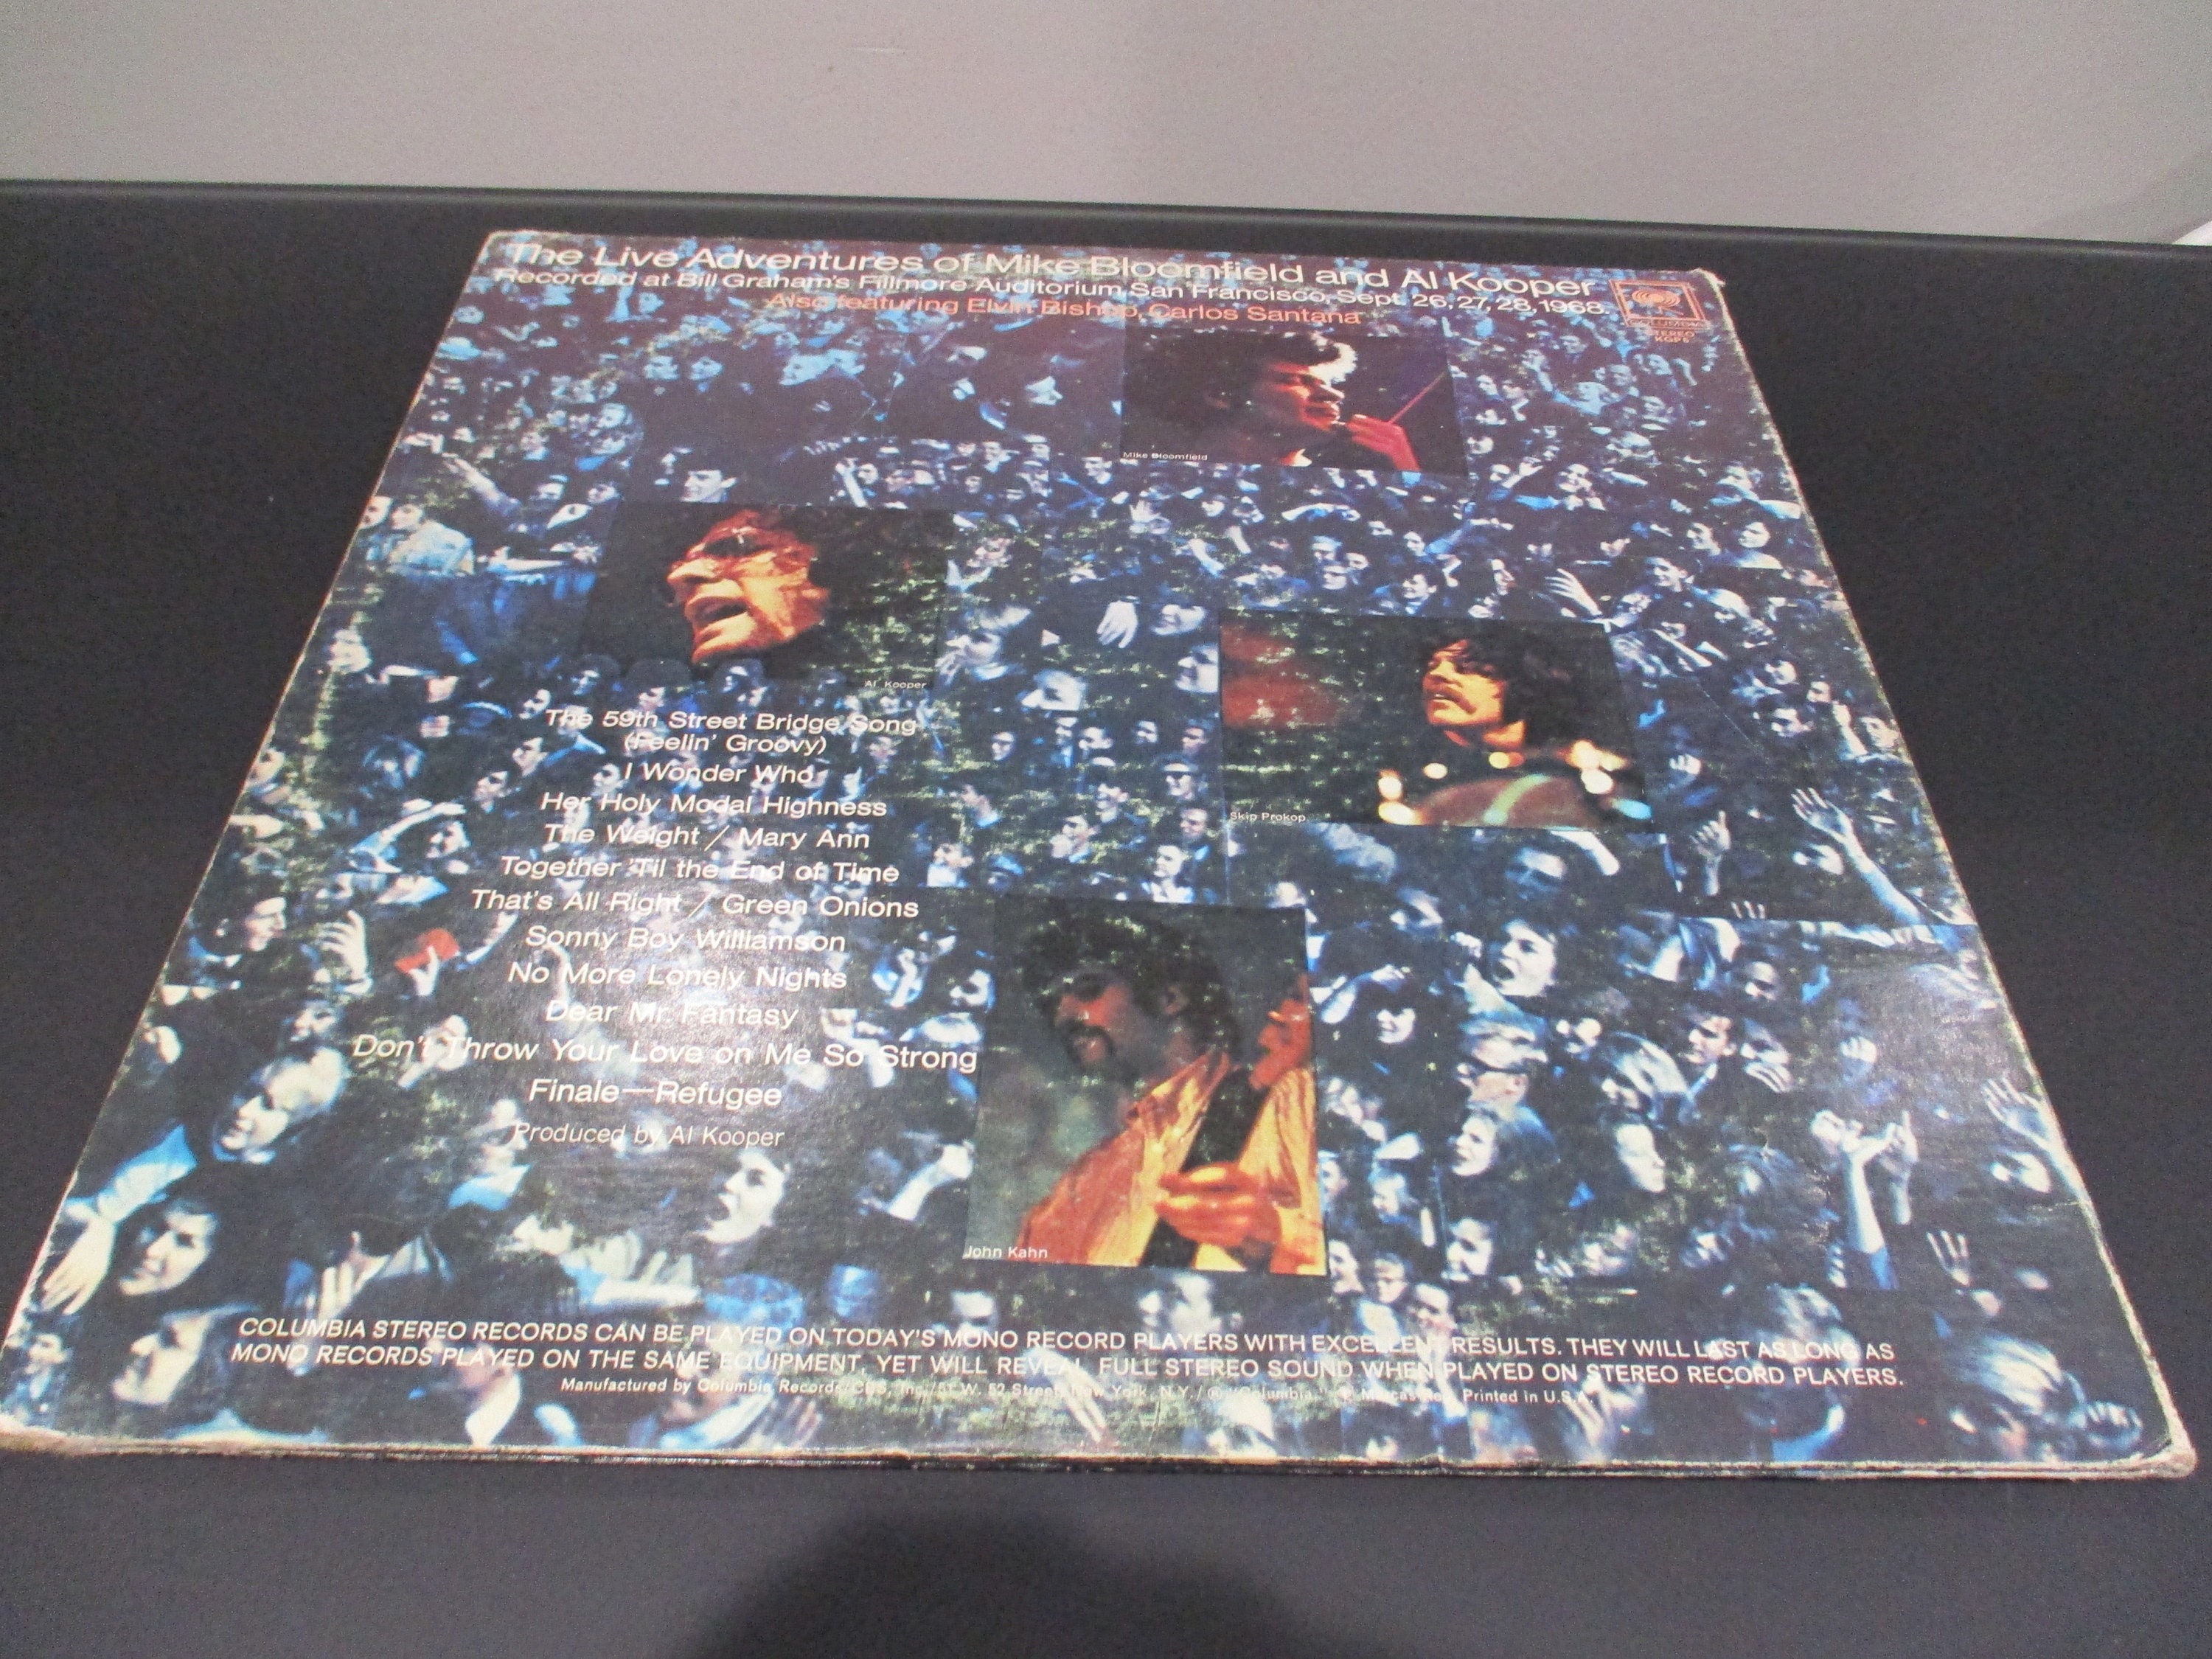 The Live Adventures of Mike Bloomfield and Al Kooper
Recorded at Bill Graham's Fillmore Auditorium, San Francisco, Sept. 26, 27, 28, 1968.
Also featuring Elvin Bishop, Carlos Santana
COLUMBIA
STEREO
KGP6
Mike Bloomfield
Al Kooper
Skip Prokop
The 59th Street Bridge Song
(Feelin' Groovy)
I Wonder Who
Her Holy Modal Highness
The Weight / Mary Ann
Together 'Til the End of Time
That's All Right / Green Onions
Sonny Boy Williamson
No More Lonely Nights
Dear Mr. Fantasy
Don't Throw Your Love on Me So Strong
Finale—Refugee
Produced by Al Kooper
John Kahn
COLUMBIA STEREO RECORDS CAN BE PLAYED ON TODAY'S MONO RECORD PLAYERS WITH EXCELLENT RESULTS. THEY WILL LAST AS LONG AS
MONO RECORDS PLAYED ON THE SAME EQUIPMENT, YET WILL REVEAL FULL STEREO SOUND WHEN PLAYED ON STEREO RECORD PLAYERS.
Manufactured by Columbia Records/CBS, Inc./51 W. 52 Street, New York, N.Y./® "Columbia," Marcas Reg. Printed in U.S.A.